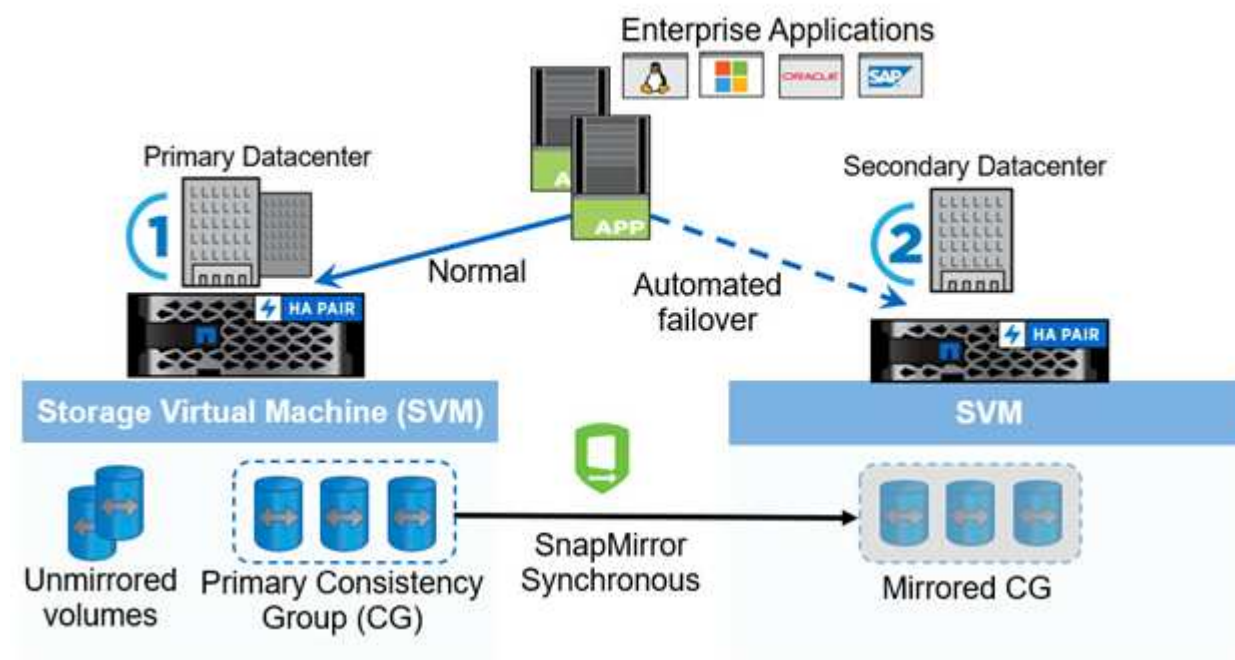 Enterprise Applications
ORACLE
SAP
Primary Datacenter
Secondary Datacenter
1
2
A
APP
Normal
Automated
failover
HA PAIR
HA PAIR
Storage Virtual Machine (SVM)
SVM
SnapMirror
Synchronous
Unmirrored
volumes
Primary Consistency
Group (CG)
Mirrored CG